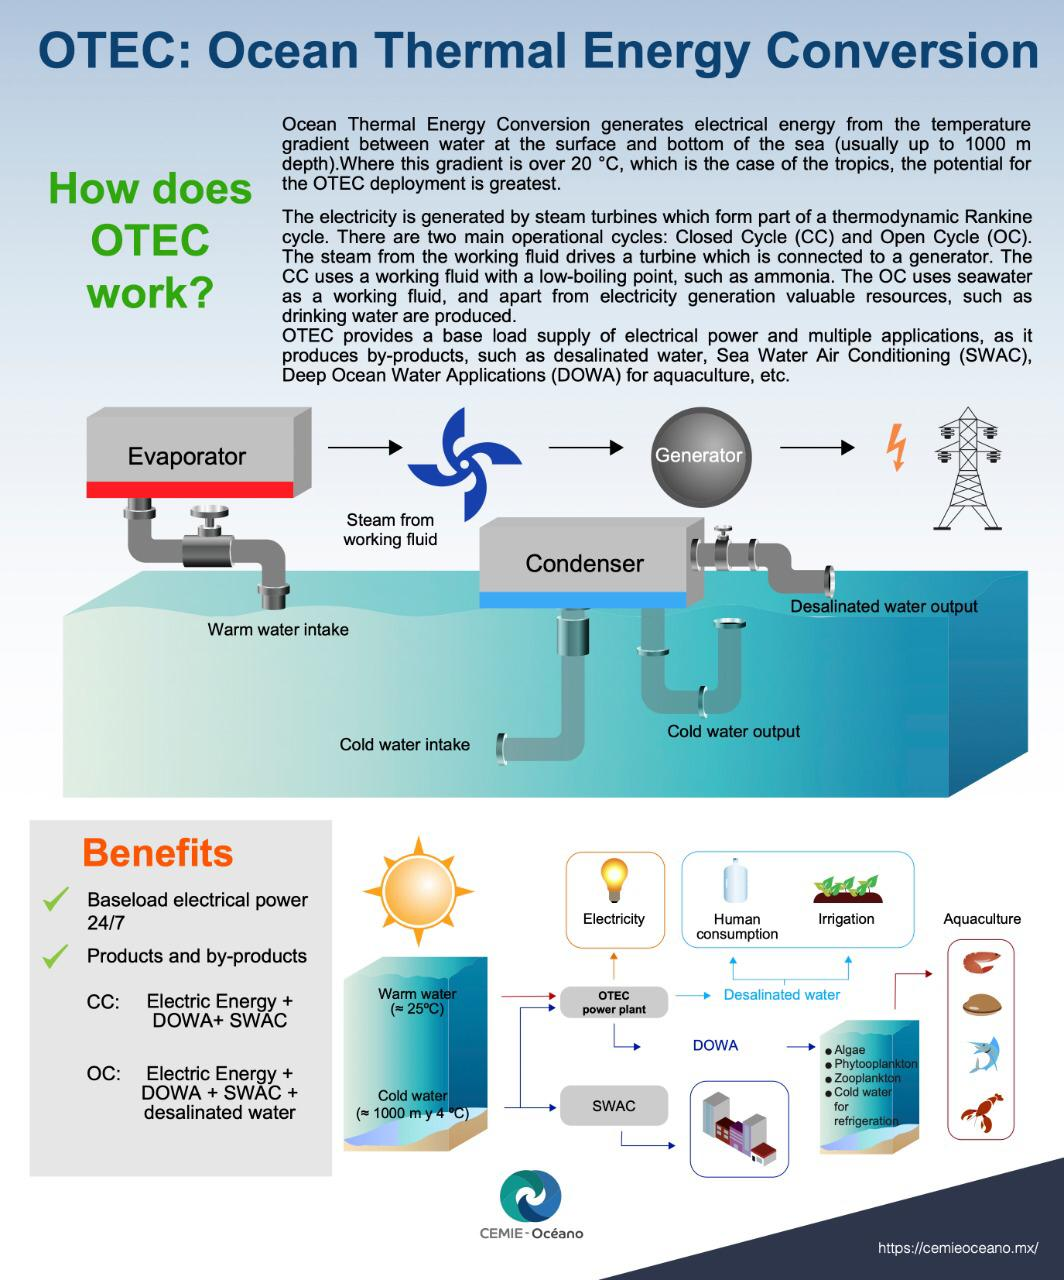 OTEC: Ocean Thermal Energy Conversion
How does
OTEC
work?
Ocean Thermal Energy Conversion generates electrical energy from the temperature
gradient between water at the surface and bottom of the sea (usually up to 1000 m
depth).Where this gradient is over 20 °C, which is the case of the tropics, the potential for
the OTEC deployment is greatest.
The electricity is generated by steam turbines which form part of a thermodynamic Rankine
cycle. There are two main operational cycles: Closed Cycle (CC) and Open Cycle (OC).
The steam from the working fluid drives a turbine which is connected to a generator. The
CC uses a working fluid with a low-boiling point, such as ammonia. The OC uses seawater
as a working fluid, and apart from electricity generation valuable resources, such as
drinking water are produced.
OTEC provides a base load supply of electrical power and multiple applications, as it
produces by-products, such as desalinated water, Sea Water Air Conditioning (SWAC),
Deep Ocean Water Applications (DOWA) for aquaculture, etc.
Evaporator
Steam from
working fluid
Generator
Condenser
Desalinated water output
Warm water intake
Cold water intake
Cold water output
Benefits
Baseload electrical power
24/7
Products and by-products
CC: Electric Energy +
DOWA+ SWAC
OC: Electric Energy +
DOWA + SWAC +
desalinated water
Warm water
(≈ 25ºC)
Cold water
(≈ 1000 m y 4 ºC)
Electricity
Human
consumption
Irrigation
Aquaculture
OTEC
power plant
Desalinated water
DOWA
SWAC
● Algae
● Phytooplankton
● Zooplankton
● Cold water
for
refrigeration
CEMIE - Océano
https://cemieoceano.mx/